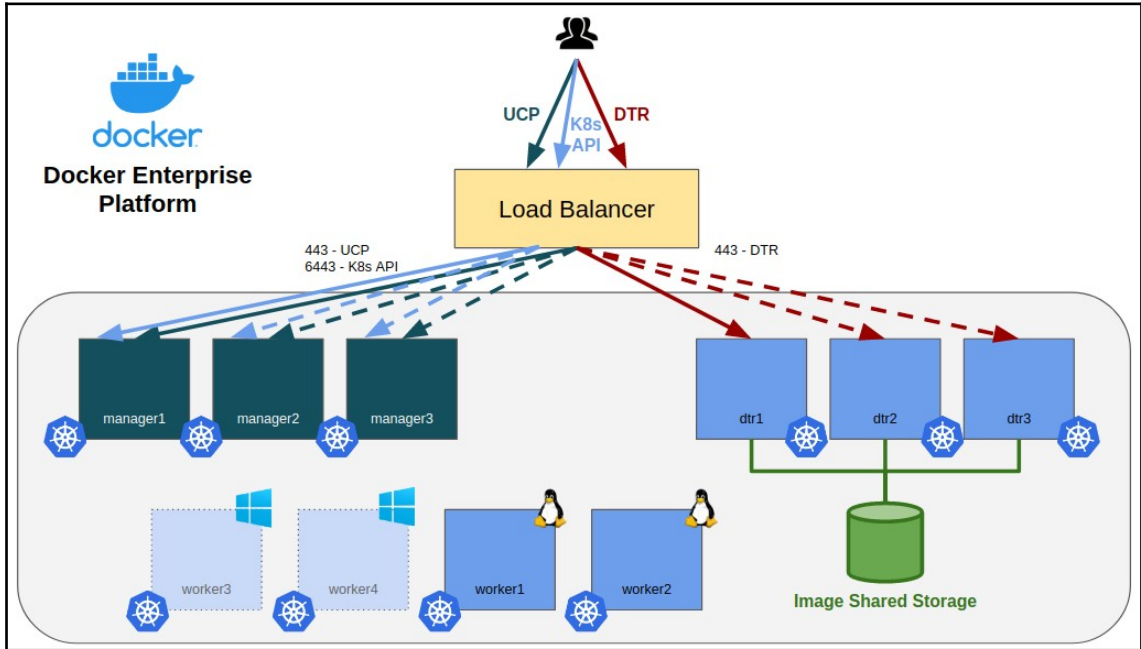 UCP
K8s
API
DTR
docker
Docker Enterprise
Platform
Load Balancer
443 - UCP
6443 - K8s API
443 - DTR
manager1
manager2
manager3
dtr1
dtr2
dtr3
worker3
worker4
worker1
worker2
Image Shared Storage